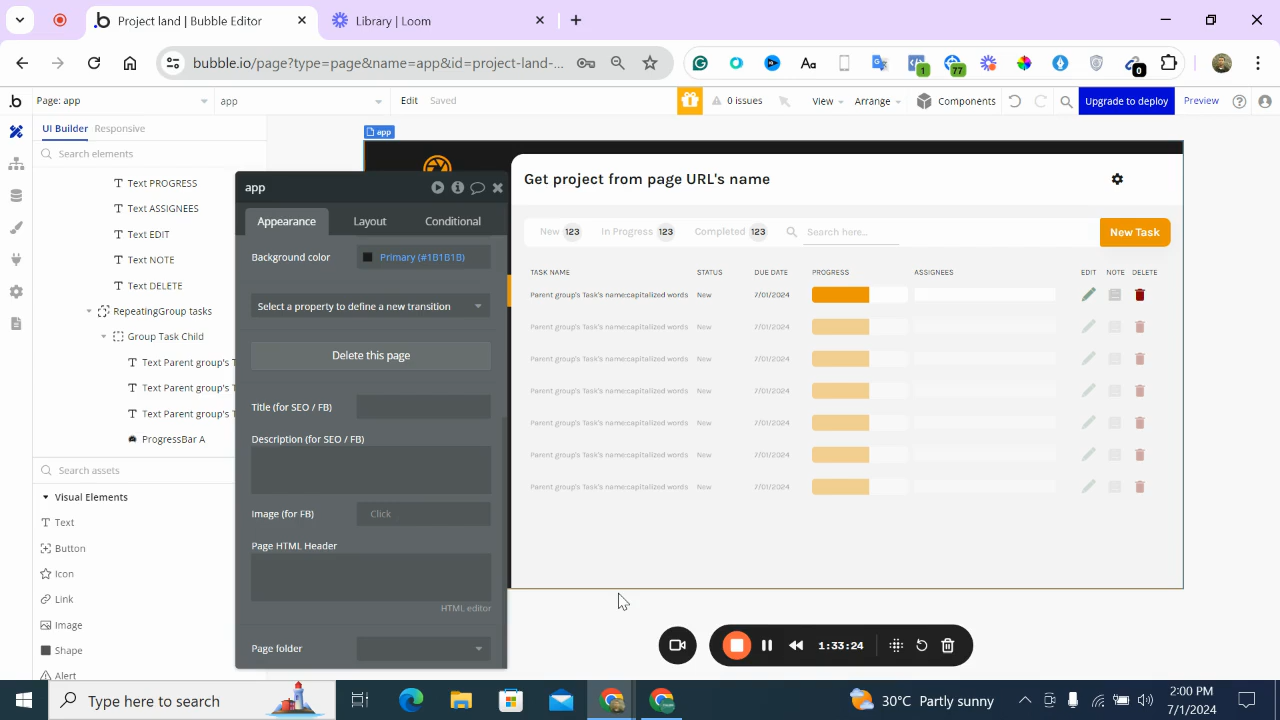 Project land | Bubble Editor
Library | Loom
bubble.io/page?type=page&name=app&id=project-land-...
1
77
0
Page: app
app
Edit
Saved
0 issues
View
Arrange
Components
Upgrade to deploy
Preview
UI Builder
Responsive
Search elements
Text PROGRESS
Text ASSIGNEES
Text EDIT
Text NOTE
Text DELETE
RepeatingGroup tasks
Group Task Child
Text Parent group's T
Text Parent group's T
Text Parent group's T
ProgressBar A
Search assets
Visual Elements
Text
Button
Icon
Link
Image
Shape
Alert
app
Appearance
Layout
Conditional
Background color
Primary (#1B1B1B)
Select a property to define a new transition
Delete this page
Title (for SEO / FB)
Description (for SEO / FB)
Image (for FB)
Click
Page HTML Header
HTML editor
Page folder
app
Get project from page URL's name
New 123
In Progress 123
Completed 123
Search here...
New Task
TASK NAME STATUS DUE DATE PROGRESS ASSIGNEES EDIT NOTE DELETE
Parent group's Task's name:capitalized words New 7/01/2024
Parent group's Task's name:capitalized words New 7/01/2024
Parent group's Task's name:capitalized words New 7/01/2024
Parent group's Task's name:capitalized words New 7/01/2024
Parent group's Task's name:capitalized words New 7/01/2024
Parent group's Task's name:capitalized words New 7/01/2024
Parent group's Task's name:capitalized words New 7/01/2024
1:33:24
Type here to search
30°C Partly sunny
2:00 PM
7/1/2024